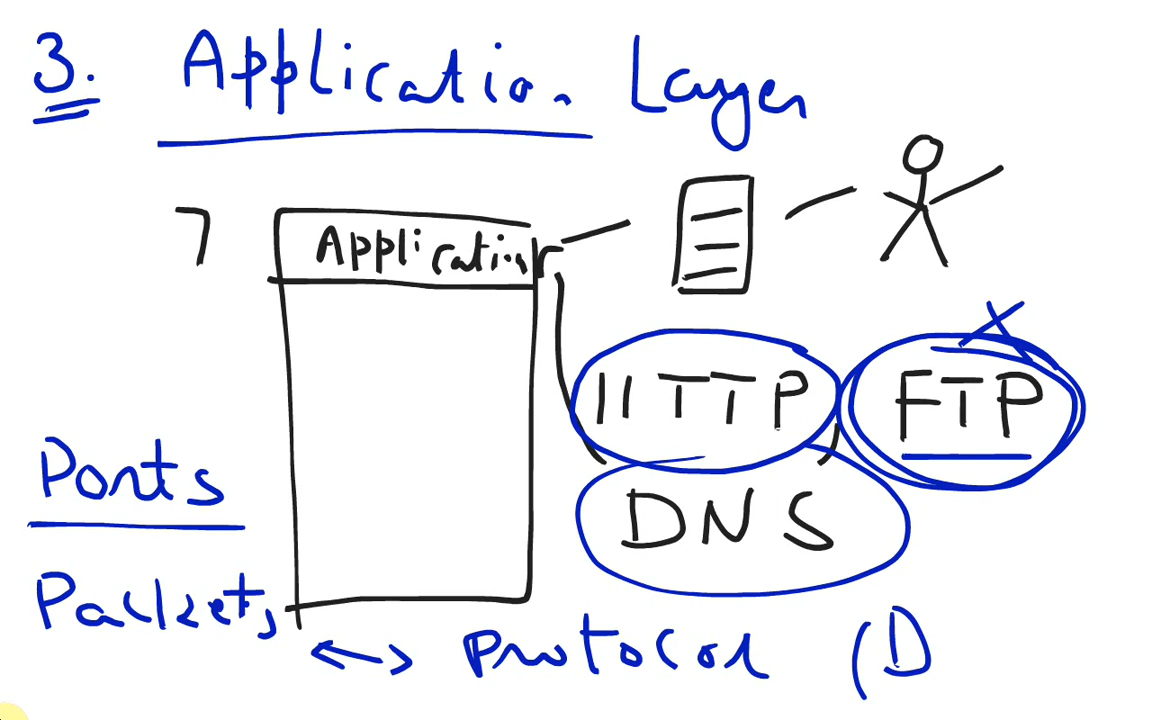 3. Application Layer
7 Application
HTTP, FTP
DNS
Ports
Packets
↔ Protocol (D